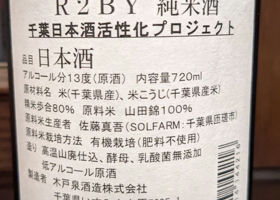 R2BY 純米酒
千葉日本酒活性化プロジェクト
品目 日本酒
アルコール分13度(原酒) 内容量720ml
原材料 米(千葉県産)、米こうじ(千葉県産米)
精米歩合80% 原料米 山田錦100%
原料米生産者 佐藤真吾(SOLFARM:千葉県匝瑳市)
原料米栽培方法 有機栽培(肥料不使用)
造り 高温山廃仕込、酵母、乳酸菌無添加
低アルコール原酒
製造者 木戸泉酒造株式会社